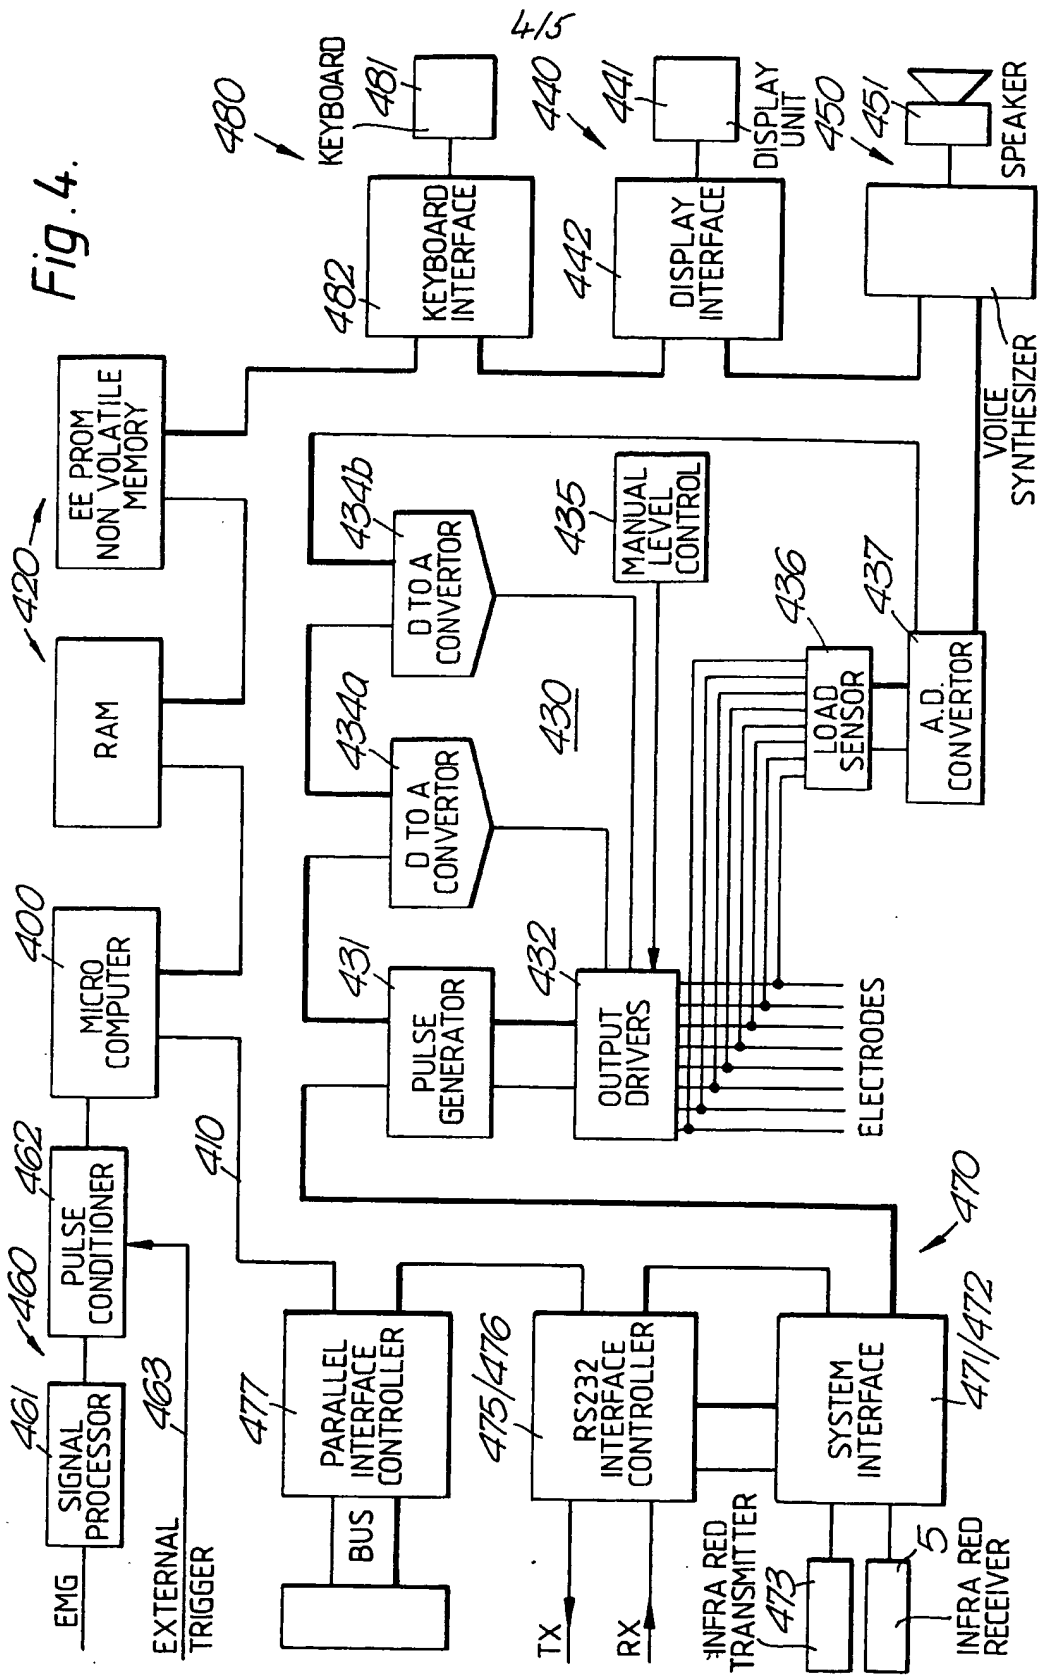 4/5
Fig.4.
EMG
461
SIGNAL
PROCESSOR
460
462
PULSE
CONDITIONER
463
EXTERNAL
TRIGGER
400
MICRO
COMPUTER
410
420
RAM
EE PROM
NON VOLATILE
MEMORY
480
KEYBOARD
481
482
KEYBOARD
INTERFACE
440
441
DISPLAY
UNIT
442
DISPLAY
INTERFACE
450
451
SPEAKER
VOICE
SYNTHESIZER
477
PARALLEL
INTERFACE
CONTROLLER
BUS
475/476
RS232
INTERFACE
CONTROLLER
TX
RX
SYSTEM
INTERFACE
471/472
470
INFRA RED
TRANSMITTER
473
5
INFRA RED
RECEIVER
431
PULSE
GENERATOR
432
OUTPUT
DRIVERS
434a
D TO A
CONVERTOR
434b
D TO A
CONVERTOR
430
435
MANUAL
LEVEL
CONTROL
436
LOAD
SENSOR
437
A.D.
CONVERTOR
ELECTRODES